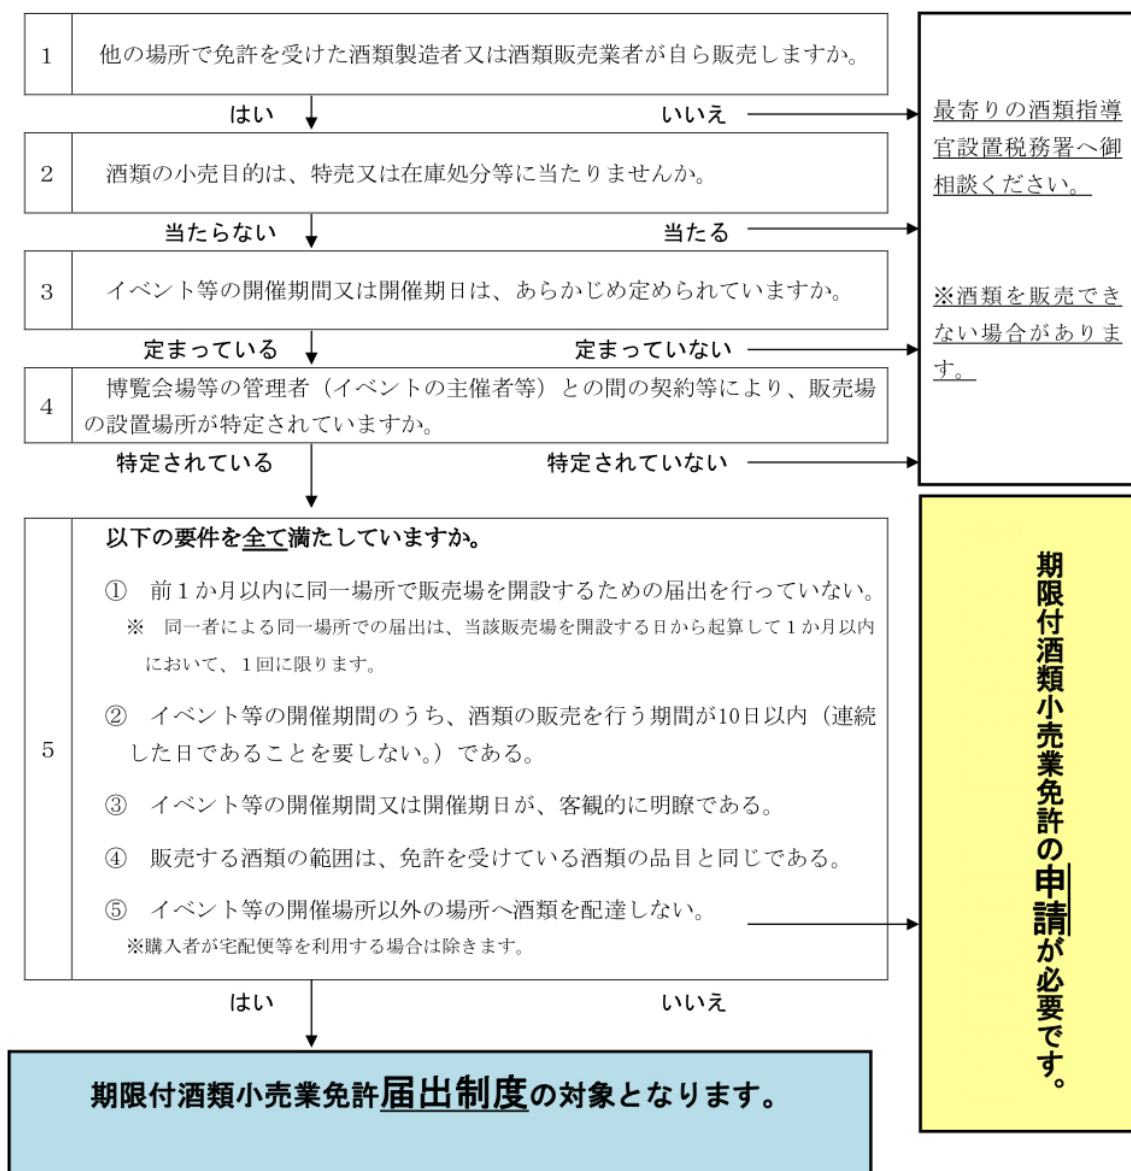 1 他の場所で免許を受けた酒類製造者又は酒類販売業者が自ら販売しますか。
はい いいえ
2 酒類の小売目的は、特売又は在庫処分等に当たりませんか。
当たらない 当たる
3 イベント等の開催期間又は開催期日は、あらかじめ定められていますか。
定まっている 定まっていない
4 博覧会場等の管理者（イベントの主催者等）との間の契約等により、販売場
の設置場所が特定されていますか。
特定されている 特定されていない
最寄りの酒類指導
官設置税務署へ御
相談ください。
※酒類を販売でき
ない場合がありま
す。
5
以下の要件を全て満たしていますか。
① 前１か月以内に同一場所で販売場を開設するための届出を行っていない。
※ 同一者による同一場所での届出は、当該販売場を開設する日から起算して１か月以内
において、１回に限ります。
② イベント等の開催期間のうち、酒類の販売を行う期間が10日以内（連続
した日であることを要しない。）である。
③ イベント等の開催期間又は開催期日が、客観的に明瞭である。
④ 販売する酒類の範囲は、免許を受けている酒類の品目と同じである。
⑤ イベント等の開催場所以外の場所へ酒類を配達しない。
※購入者が宅配便等を利用する場合は除きます。
はい いいえ
期限付酒類小売業免許の申請が必要です。
期限付酒類小売業免許届出制度の対象となります。